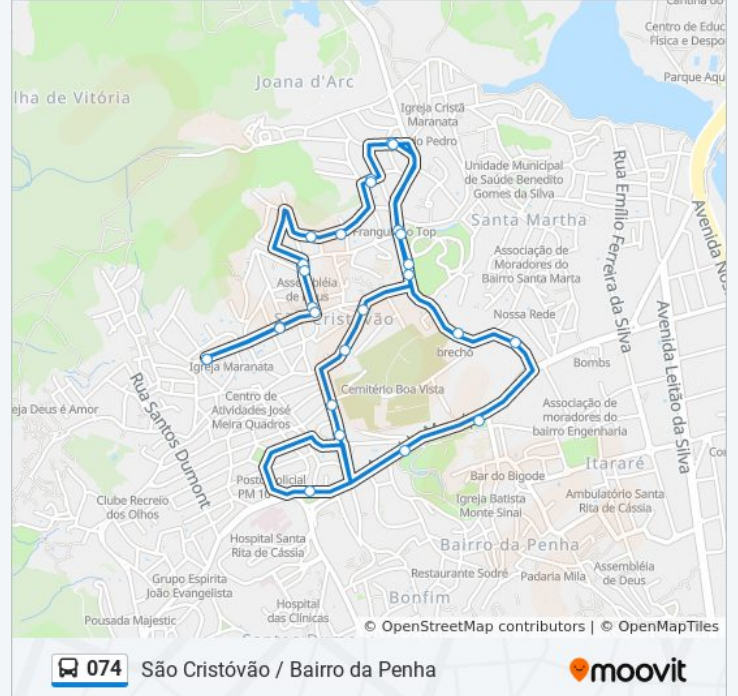 Cantina do
Centro de Educ
Física e Despo
Joana d'Arc
Parque Aqu
lha de Vitória
Igreja Cristã
Maranata
lo Pedro
Unidade Municipal
de Saúde Benedito
Gomes da Silva
Rua Emílio Ferreira da Silva
Avenida Nos
Santa Martha
Frangu o Top
Associação de
Moradores do
Bairro Santa Marta
Assembléia
de Deus
São Cristóvão
Nossa Rede
Avenida Leitão da Silva
brechó
Bombs
Igreja Maranata
Cemitério Boa Vista
Rua Santos Dumont
Centro de
Atividades José
Meira Quadros
eja Deus é Amor
Associação de
moradores do
bairro Engenharia
Itararé
Posto Policial
PM 10
Bar do Bigode
Clube Recreio
dos Olhos
Igreja Batista
Monte Sinai
Ambulatório Santa
Rita de Cássia
Hospital Santa
Rita de Cássia
Bairro da Penha
Restaurante Sodré
Padaria Mila
Assembléia
de Deus
Grupo Espirita
João Evangelista
Bonfim
Hospital
das Clínicas
Pousada Majestic
© OpenStreetMap contributors | © OpenMapTiles
074 São Cristóvão / Bairro da Penha
moovit